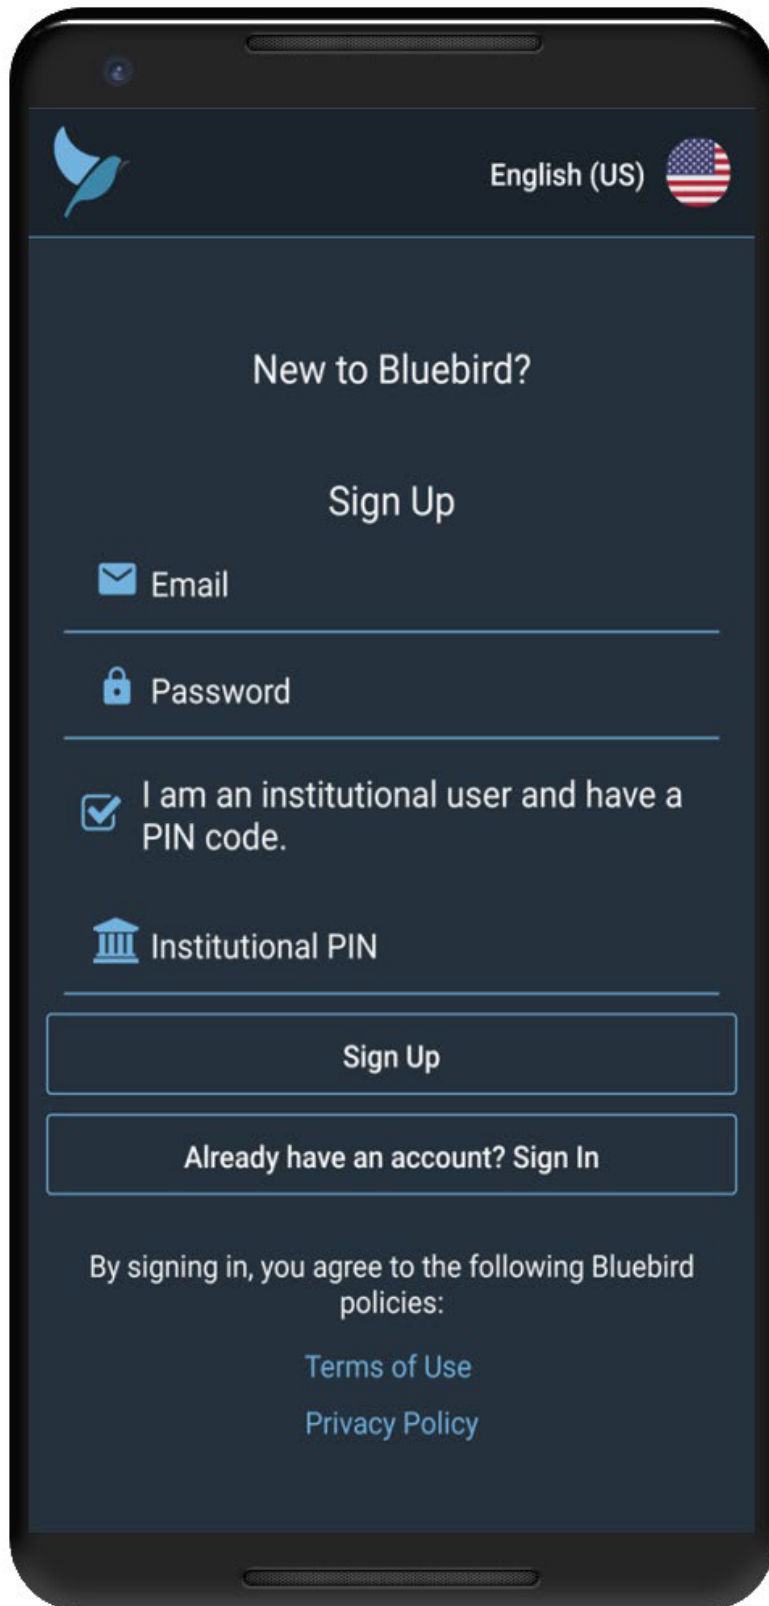 English (US)
New to Bluebird?
Sign Up
Email
Password
I am an institutional user and have a
PIN code.
Institutional PIN
Sign Up
Already have an account? Sign In
By signing in, you agree to the following Bluebird
policies:
Terms of Use
Privacy Policy